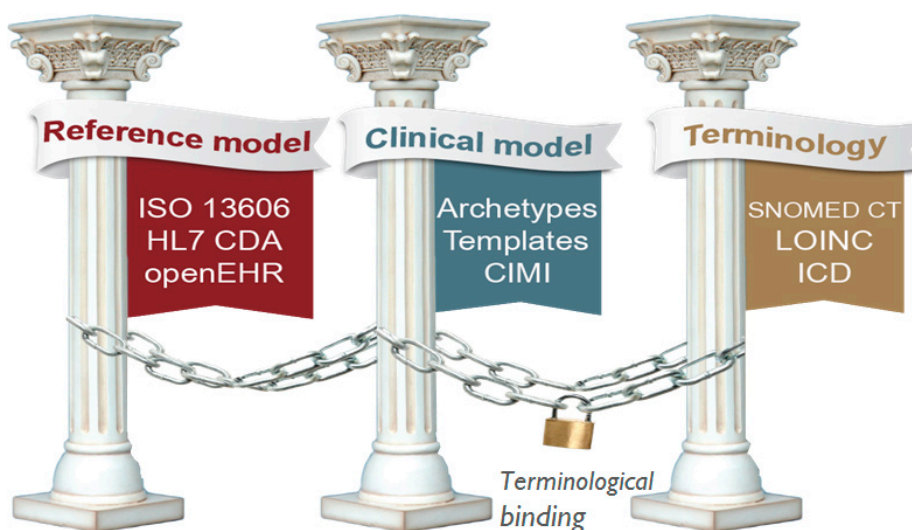 Reference model
ISO 13606
HL7 CDA
openEHR
Clinical model
Archetypes
Templates
CIMI
Terminology
SNOMED CT
LOINC
ICD
Terminological
binding